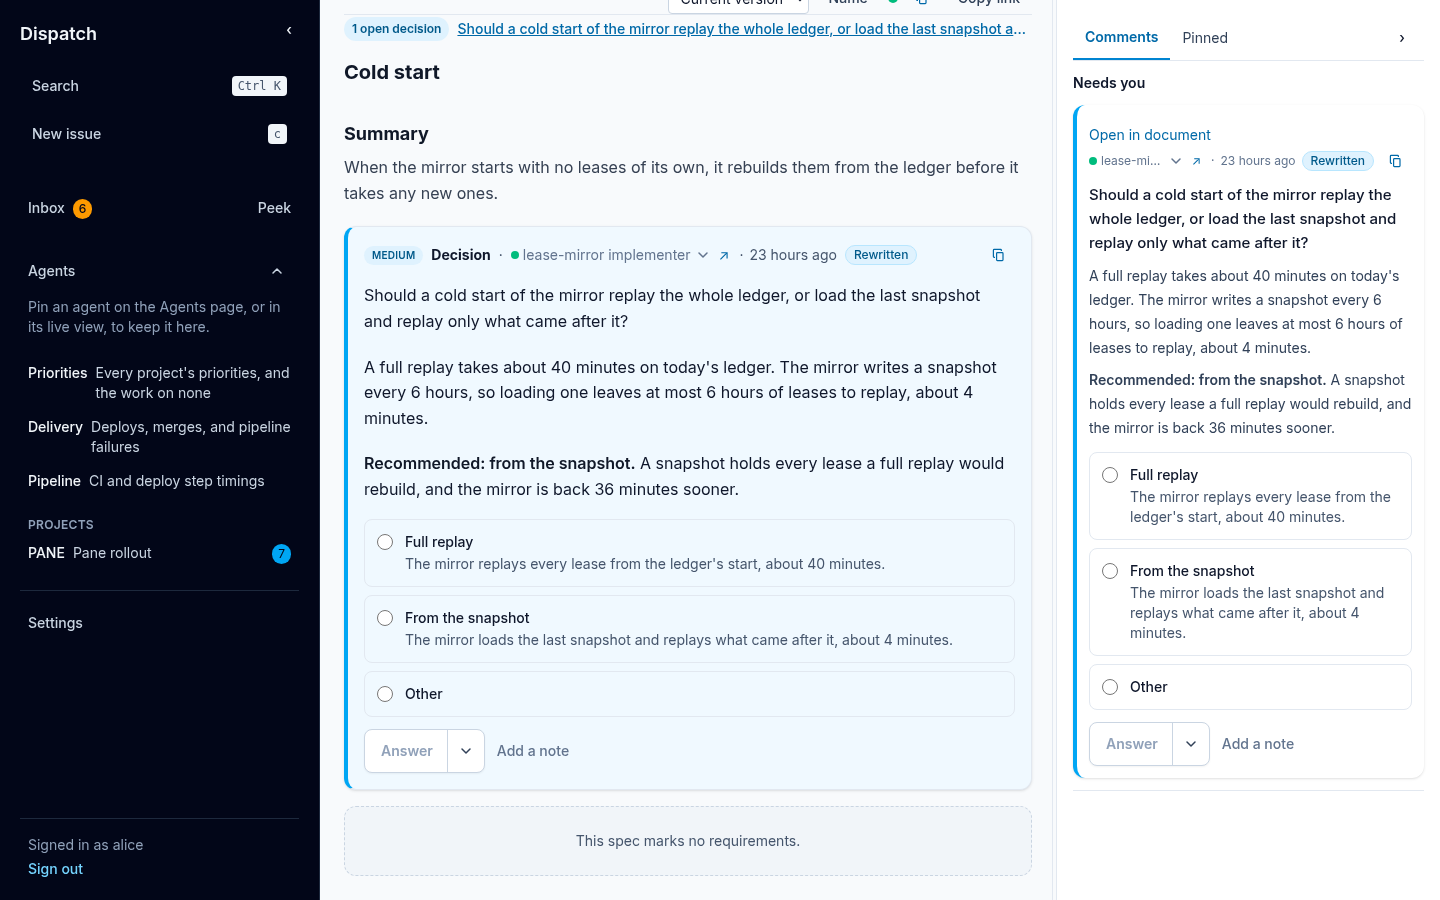 Dispatch
Search
Ctrl K
New issue
c
Inbox 6
Peek
Agents
Pin an agent on the Agents page, or in
its live view, to keep it here.
Priorities Every project's priorities, and
the work on none
Delivery Deploys, merges, and pipeline
failures
Pipeline CI and deploy step timings
PROJECTS
PANE Pane rollout 7
Settings
Signed in as alice
Sign out
1 open decision Should a cold start of the mirror replay the whole ledger, or load the last snapshot a…
Cold start
Summary
When the mirror starts with no leases of its own, it rebuilds them from the ledger before it
takes any new ones.
MEDIUM Decision · lease-mirror implementer · 23 hours ago Rewritten
Should a cold start of the mirror replay the whole ledger, or load the last snapshot
and replay only what came after it?
A full replay takes about 40 minutes on today's ledger. The mirror writes a snapshot
every 6 hours, so loading one leaves at most 6 hours of leases to replay, about 4
minutes.
Recommended: from the snapshot. A snapshot holds every lease a full replay would
rebuild, and the mirror is back 36 minutes sooner.
Full replay
The mirror replays every lease from the ledger's start, about 40 minutes.
From the snapshot
The mirror loads the last snapshot and replays what came after it, about 4 minutes.
Other
Answer
Add a note
This spec marks no requirements.
Comments
Pinned
Needs you
Open in document
lease-mi… · 23 hours ago Rewritten
Should a cold start of the mirror replay the
whole ledger, or load the last snapshot and
replay only what came after it?
A full replay takes about 40 minutes on today's
ledger. The mirror writes a snapshot every 6
hours, so loading one leaves at most 6 hours of
leases to replay, about 4 minutes.
Recommended: from the snapshot. A snapshot
holds every lease a full replay would rebuild, and
the mirror is back 36 minutes sooner.
Full replay
The mirror replays every lease from the
ledger's start, about 40 minutes.
From the snapshot
The mirror loads the last snapshot and
replays what came after it, about 4
minutes.
Other
Answer
Add a note